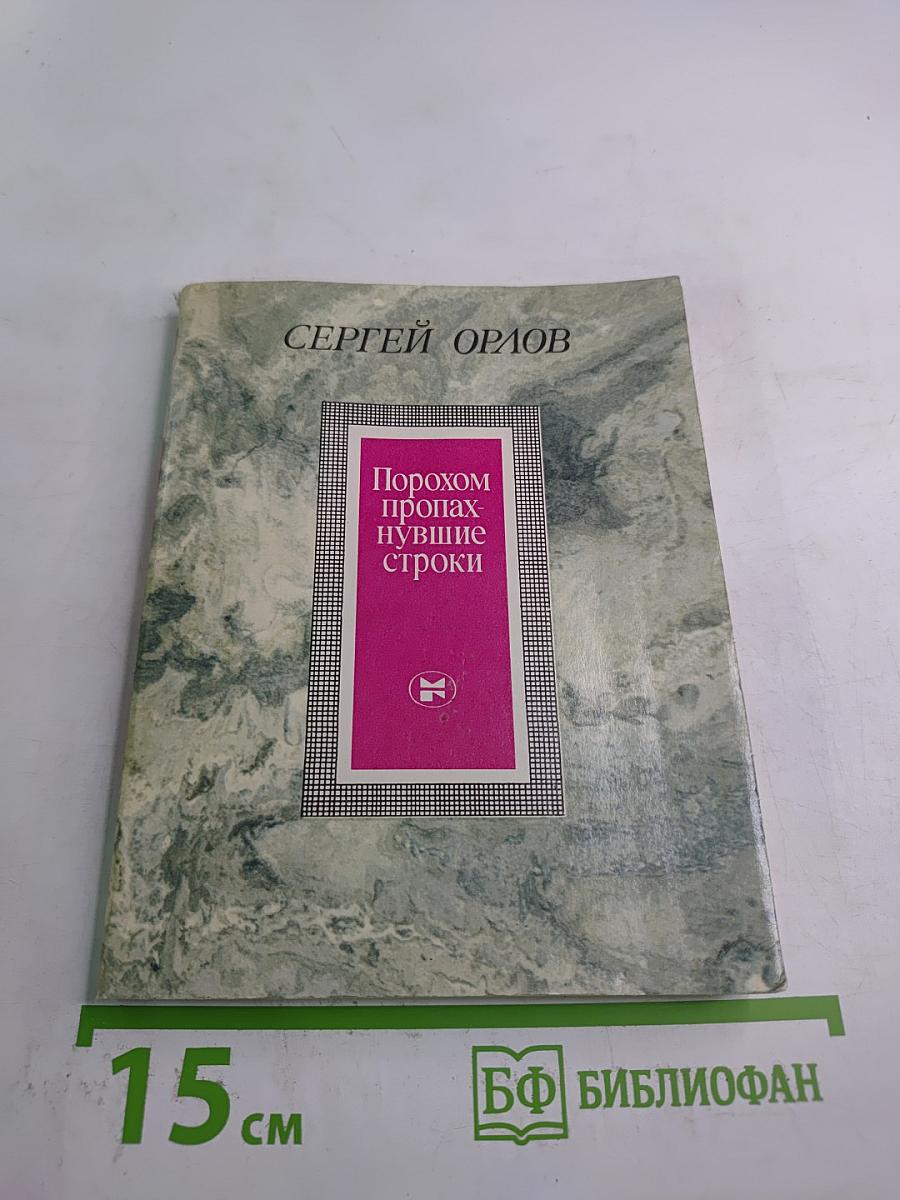 СЕРГЕЙ ОРЛОВ
Порохом
пропах-
нувшие
строки
15 см
БФ БИБЛИОФАН